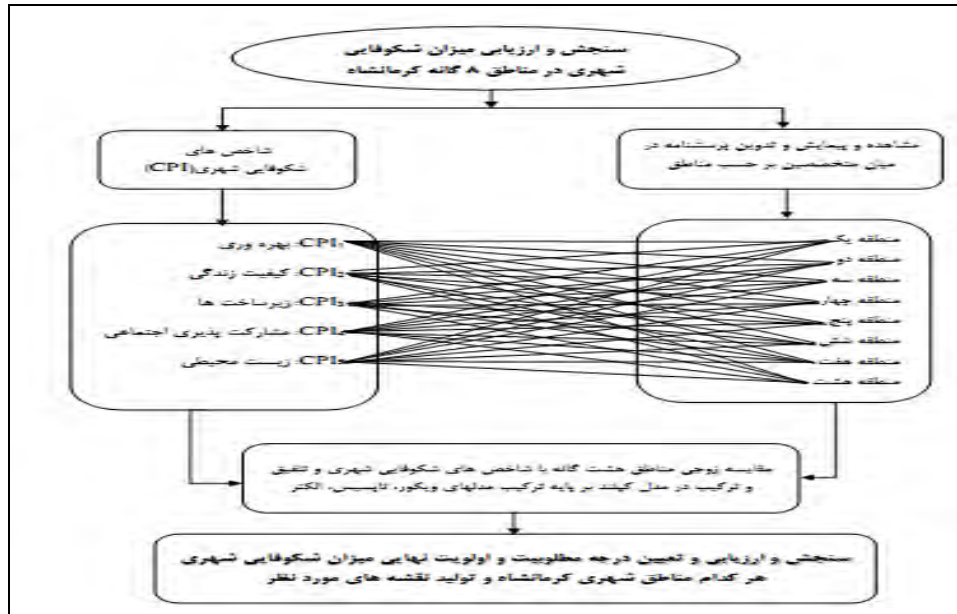 سنجش و ارزیابی میزان شکوفایی
شهری در مناطق ۸ گانه کرمانشاه
مشاهده و پیمایش و تدوین پرسشنامه در
میان متخصصین بر حسب مناطق
شاخص های
شکوفایی شهری(CPI)
منطقه یک
منطقه دو
منطقه سه
منطقه چهار
منطقه پنج
منطقه شش
منطقه هفت
منطقه هشت
CPI₁: بهره وری
CPI₂: کیفیت زندگی
CPI₃: زیرساخت ها
CPI₄: مشارکت پذیری اجتماعی
CPI₅: زیست محیطی
مقایسه زوجی مناطق هشت گانه با شاخص های شکوفایی شهری و تلفیق
و ترکیب در مدل کپلند بر پایه ترکیب مدلهای ویکور، تاپسیس، الکتر
سنجش و ارزیابی و تعیین درجه مطلوبیت و اولویت نهایی میزان شکوفایی شهری
هر کدام مناطق شهری کرمانشاه و تولید نقشه های مورد نظر